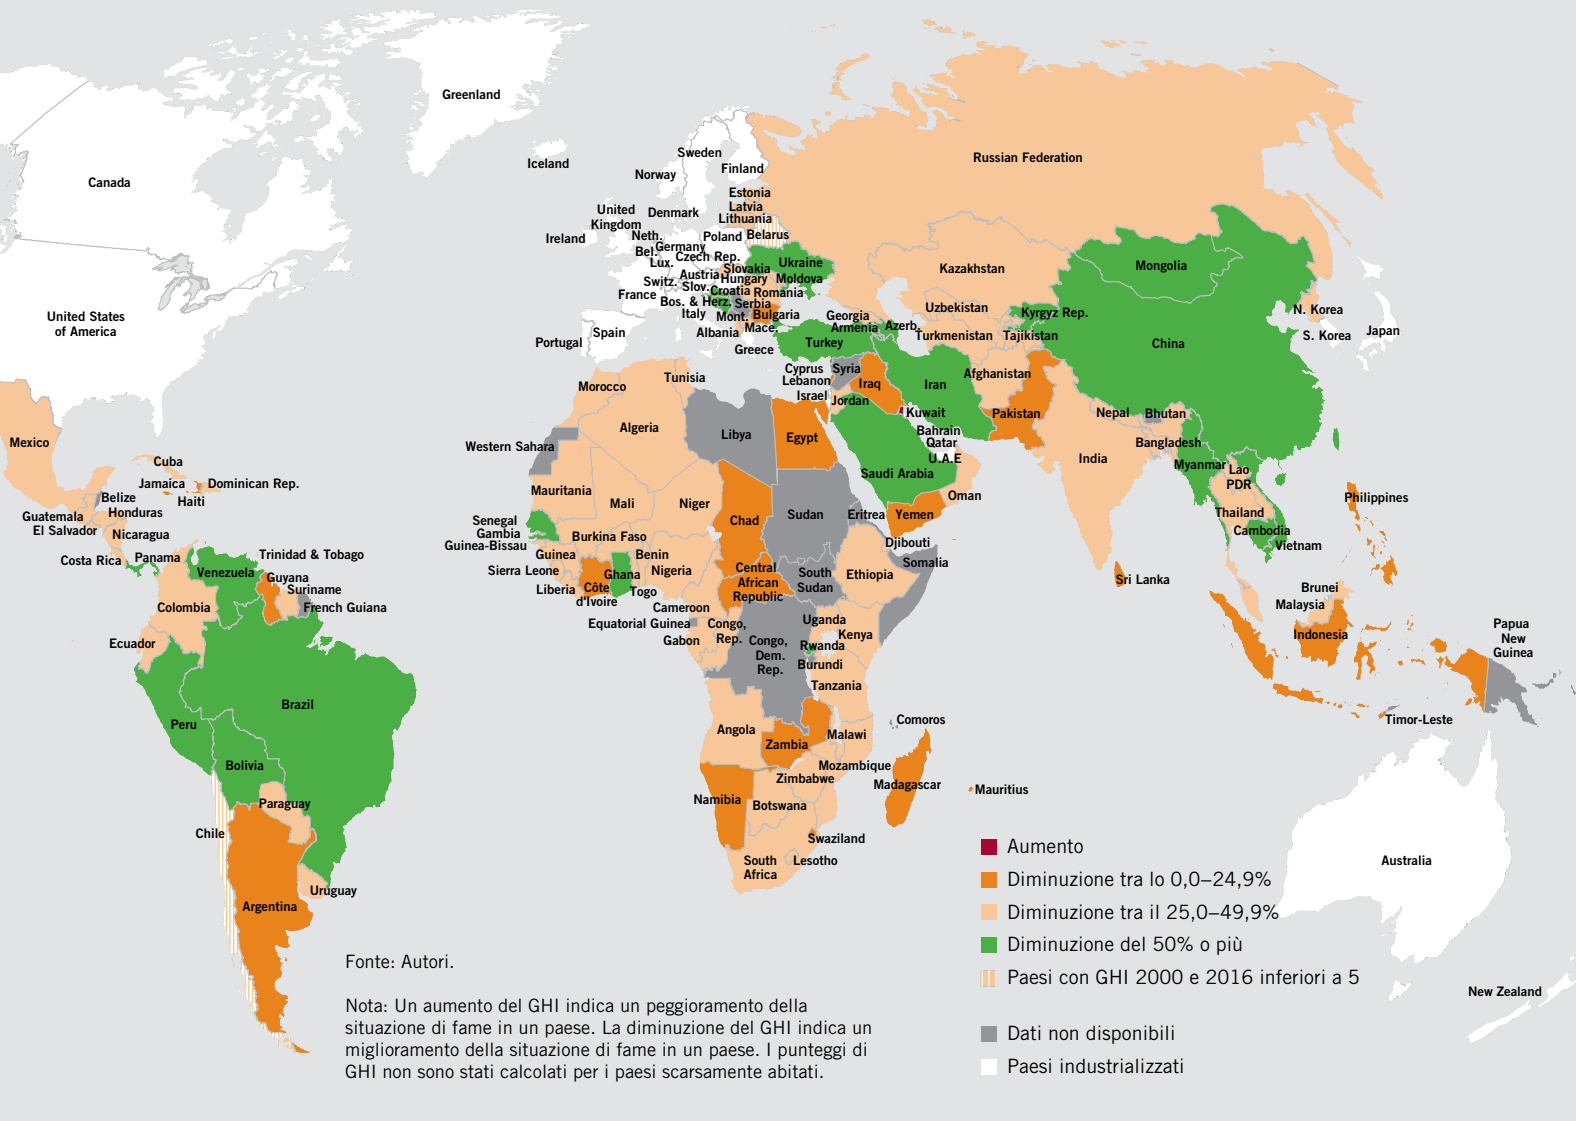 Greenland
Iceland
Canada
United States
of America
Mexico
Cuba
Jamaica
Dominican Rep.
Haiti
Belize
Honduras
Guatemala
El Salvador
Nicaragua
Costa Rica
Panama
Trinidad & Tobago
Venezuela
Guyana
Suriname
French Guiana
Colombia
Ecuador
Brazil
Peru
Bolivia
Paraguay
Chile
Uruguay
Argentina
Sweden
Finland
Norway
Estonia
Latvia
Lithuania
United
Kingdom
Denmark
Ireland
Neth.
Poland
Belarus
Bel.
Germany
Lux.
Czech Rep.
Ukraine
Slovakia
Austria
Hungary
Moldova
Switz.
Slov.
France
Croatia
Romania
Bos. & Herz.
Serbia
Italy
Mont.
Bulgaria
Albania
Mace.
Spain
Portugal
Greece
Russian Federation
Kazakhstan
Mongolia
Uzbekistan
Kyrgyz Rep.
Georgia
Armenia
Azerb.
Turkmenistan
Tajikistan
Turkey
China
N. Korea
S. Korea
Japan
Cyprus
Lebanon
Israel
Syria
Iraq
Iran
Afghanistan
Jordan
Kuwait
Pakistan
Bahrain
Qatar
U.A.E
Saudi Arabia
Oman
Yemen
Nepal
Bhutan
Bangladesh
India
Myanmar
Lao
PDR
Thailand
Cambodia
Vietnam
Philippines
Sri Lanka
Brunei
Malaysia
Indonesia
Papua
New
Guinea
Timor-Leste
Morocco
Tunisia
Algeria
Libya
Egypt
Western Sahara
Mauritania
Mali
Niger
Chad
Sudan
Eritrea
Djibouti
Somalia
Senegal
Gambia
Guinea-Bissau
Burkina Faso
Guinea
Benin
Sierra Leone
Nigeria
Ghana
Liberia
Côte
d'Ivoire
Togo
Central
African
Republic
South
Sudan
Ethiopia
Cameroon
Equatorial Guinea
Gabon
Congo,
Rep.
Congo,
Dem.
Rep.
Uganda
Kenya
Rwanda
Burundi
Tanzania
Comoros
Angola
Malawi
Zambia
Mozambique
Zimbabwe
Madagascar
Mauritius
Namibia
Botswana
Swaziland
South
Africa
Lesotho
Australia
New Zealand
Aumento
Diminuzione tra lo 0,0–24,9%
Diminuzione tra il 25,0–49,9%
Diminuzione del 50% o più
Paesi con GHI 2000 e 2016 inferiori a 5
Dati non disponibili
Paesi industrializzati
Fonte: Autori.
Nota: Un aumento del GHI indica un peggioramento della
situazione di fame in un paese. La diminuzione del GHI indica un
miglioramento della situazione di fame in un paese. I punteggi di
GHI non sono stati calcolati per i paesi scarsamente abitati.